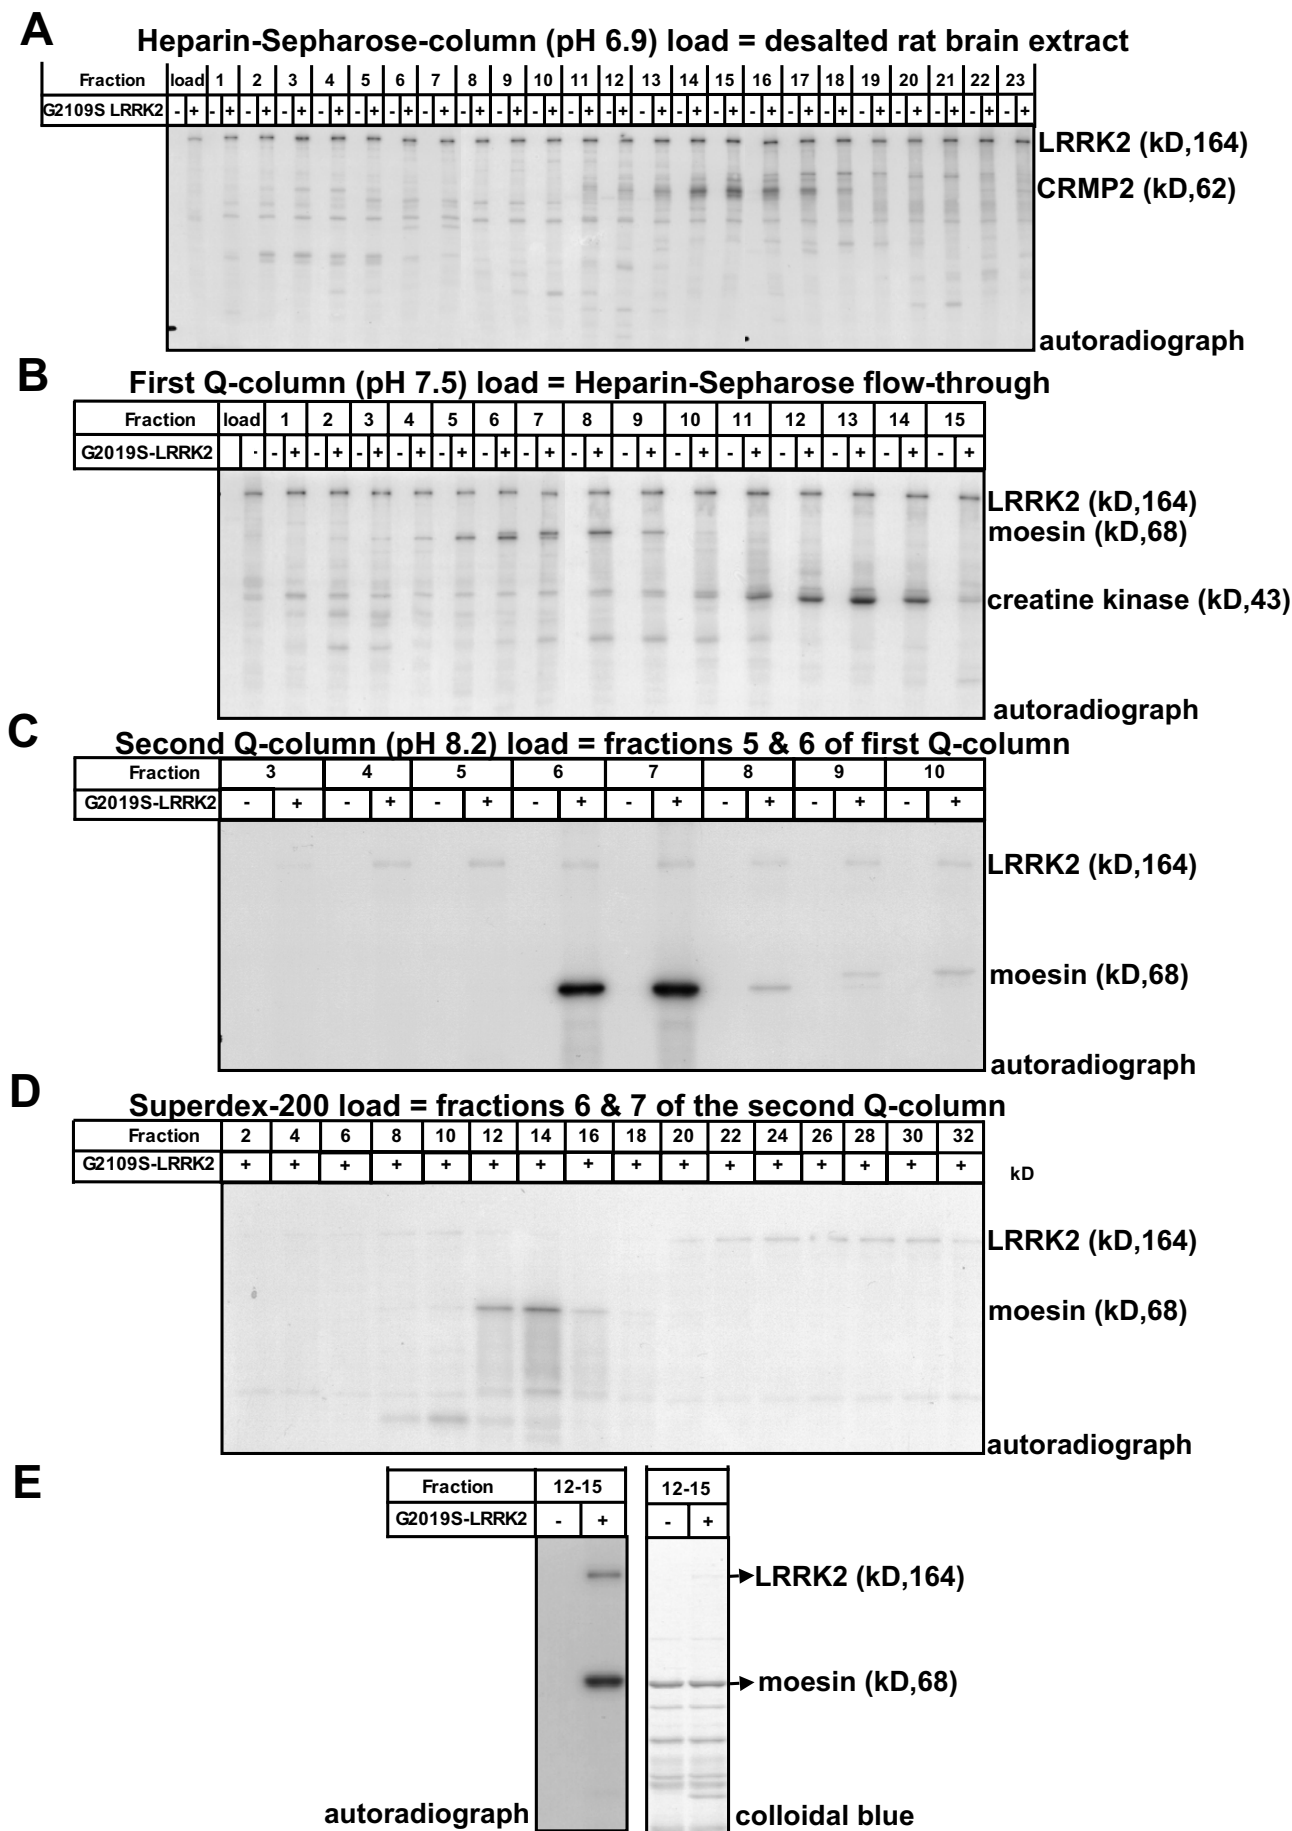 A
Heparin-Sepharose-column (pH 6.9) load = desalted rat brain extract
Fraction load 1 2 3 4 5 6 7 8 9 10 11 12 13 14 15 16 17 18 19 20 21 22 23
G2109S LRRK2 - + - + - + - + - + - + - + - + - + - + - + - + - + - + - + - + - + - + - + - + - + - + - + - +
LRRK2 (kD,164)
CRMP2 (kD,62)
autoradiograph
B
First Q-column (pH 7.5) load = Heparin-Sepharose flow-through
Fraction load 1 2 3 4 5 6 7 8 9 10 11 12 13 14 15
G2019S-LRRK2 - - + - + - + - + - + - + - + - + - + - + - + - + - + - + - +
LRRK2 (kD,164)
moesin (kD,68)
creatine kinase (kD,43)
autoradiograph
C
Second Q-column (pH 8.2) load = fractions 5 & 6 of first Q-column
Fraction 3 4 5 6 7 8 9 10
G2019S-LRRK2 - + - + - + - + - + - + - + - +
LRRK2 (kD,164)
moesin (kD,68)
autoradiograph
D
Superdex-200 load = fractions 6 & 7 of the second Q-column
Fraction 2 4 6 8 10 12 14 16 18 20 22 24 26 28 30 32
G2109S-LRRK2 + + + + + + + + + + + + + + + +
kD
LRRK2 (kD,164)
moesin (kD,68)
autoradiograph
E
Fraction 12-15 12-15
G2019S-LRRK2 - + - +
LRRK2 (kD,164)
moesin (kD,68)
autoradiograph colloidal blue